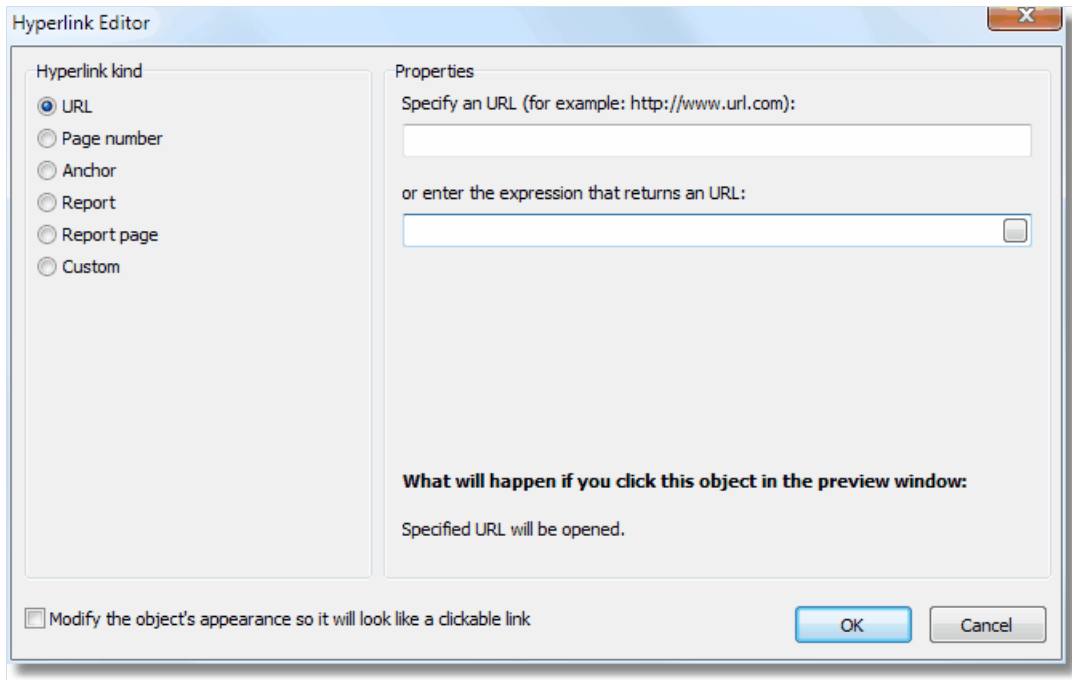 Hyperlink Editor
X
Hyperlink kind
URL
Page number
Anchor
Report
Report page
Custom
Properties
Specify an URL (for example: http://www.url.com):
or enter the expression that returns an URL:
What will happen if you click this object in the preview window:
Specified URL will be opened.
Modify the object's appearance so it will look like a clickable link
OK
Cancel